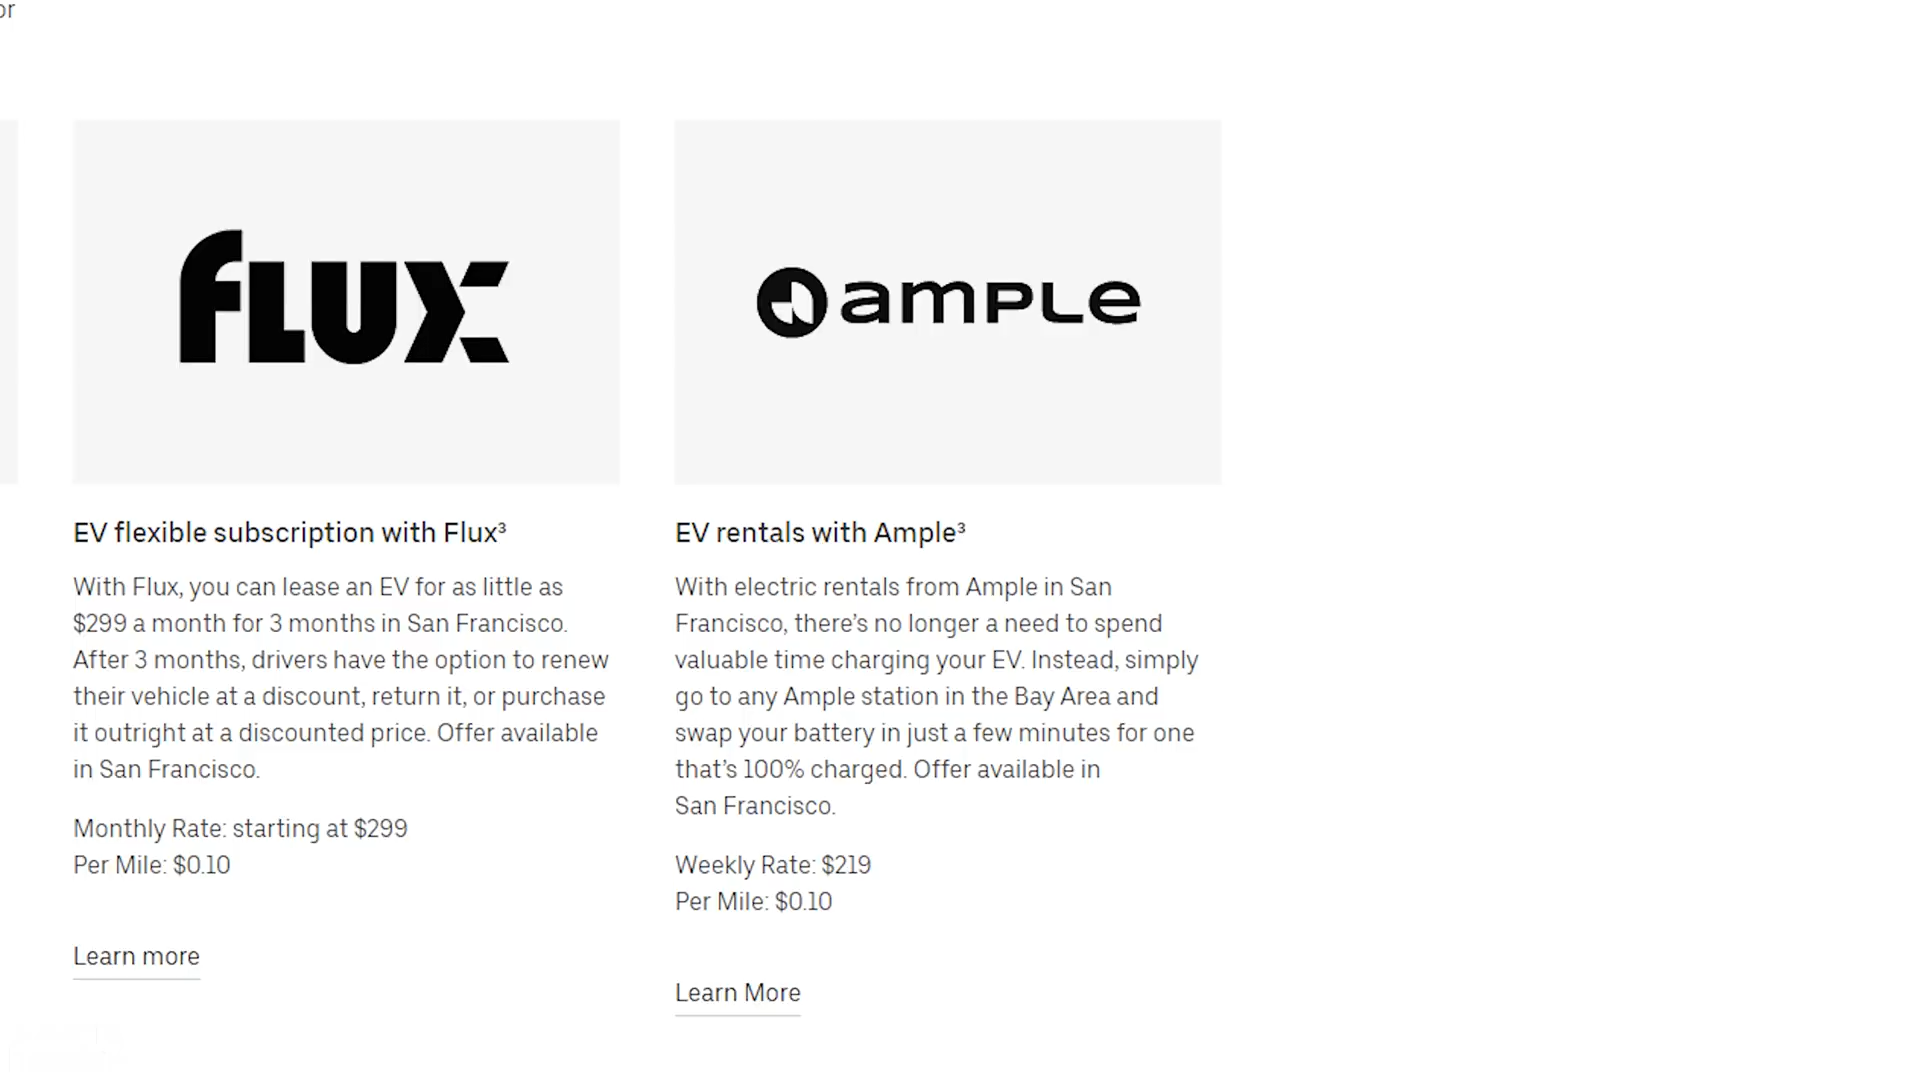 or
fLUX
ampLe
EV flexible subscription with Flux³
With Flux, you can lease an EV for as little as
$299 a month for 3 months in San Francisco.
After 3 months, drivers have the option to renew
their vehicle at a discount, return it, or purchase
it outright at a discounted price. Offer available
in San Francisco.
Monthly Rate: starting at $299
Per Mile: $0.10
Learn more
EV rentals with Ample³
With electric rentals from Ample in San
Francisco, there’s no longer a need to spend
valuable time charging your EV. Instead, simply
go to any Ample station in the Bay Area and
swap your battery in just a few minutes for one
that’s 100% charged. Offer available in
San Francisco.
Weekly Rate: $219
Per Mile: $0.10
Learn More